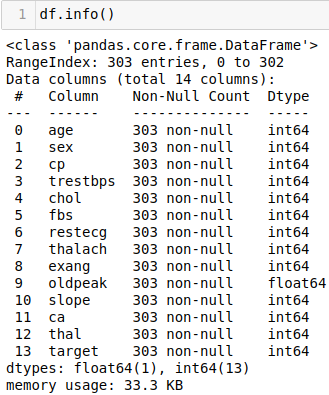 1 df.info()
<class 'pandas.core.frame.DataFrame'>
RangeIndex: 303 entries, 0 to 302
Data columns (total 14 columns):
 #   Column    Non-Null Count  Dtype
---  ------    --------------  -----
 0   age       303 non-null    int64
 1   sex       303 non-null    int64
 2   cp        303 non-null    int64
 3   trestbps  303 non-null    int64
 4   chol      303 non-null    int64
 5   fbs       303 non-null    int64
 6   restecg   303 non-null    int64
 7   thalach   303 non-null    int64
 8   exang     303 non-null    int64
 9   oldpeak   303 non-null    float64
 10  slope     303 non-null    int64
 11  ca        303 non-null    int64
 12  thal      303 non-null    int64
 13  target    303 non-null    int64
dtypes: float64(1), int64(13)
memory usage: 33.3 KB